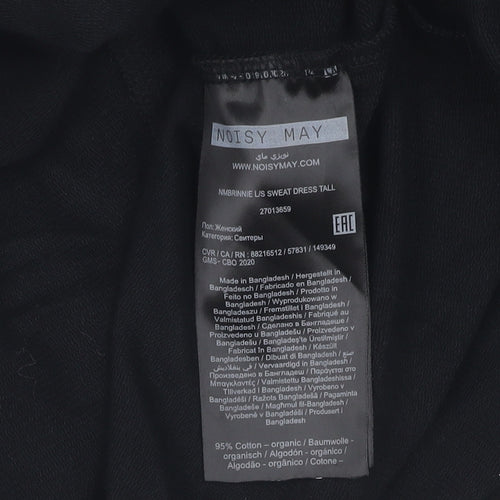 NOISY MAY
نويزي ماي
WWW.NOISYMAY.COM
NMBRINNIE L/S SWEAT DRESS TALL
27013659
EAC
Пол: Женский
Категория: Свитеры
CVR / CA / RN : 88216512 / 57831 / 149349
GMS- CBO 2020
Made in Bangladesh / Hergestellt in
Bangladesch / Fabricado en Bangladesh /
Feito no Bangladesh / Prodotto in
Bangladesh / Wyprodukowano w
Bangladeszu / Fremstillet i Bangladesh /
Valmistatud Bangladeshis / Fabriqué au
Bangladesh / Сделано в Бангладеш /
Proizvedeno u Bangladešu / Proizvedeno v
Bangladešu / Bangladeş'te Üretilmiştir /
Fabricat în Bangladesh / Készült
Bangladesben / Dibuat di Bangladesh / صنع
في بنغلاديش / Vervaardigd in Bangladesh /
Произведено в Бангладеш / Παράγεται στο
Μπαγκλαντές / Valmistettu Bangladeshissa /
Tillverkad i Bangladesh / Vyrobené v
Bangladéši / Ražots Bangladešā / Pagaminta
Bangladeše / Magħmul fil-Bangladesh /
Vyrobené v Bangladéši / Produsert i
Bangladesh
95% Cotton – organic / Baumwolle -
organisch / Algodón - orgánico /
Algodão - orgânico / Cotone -